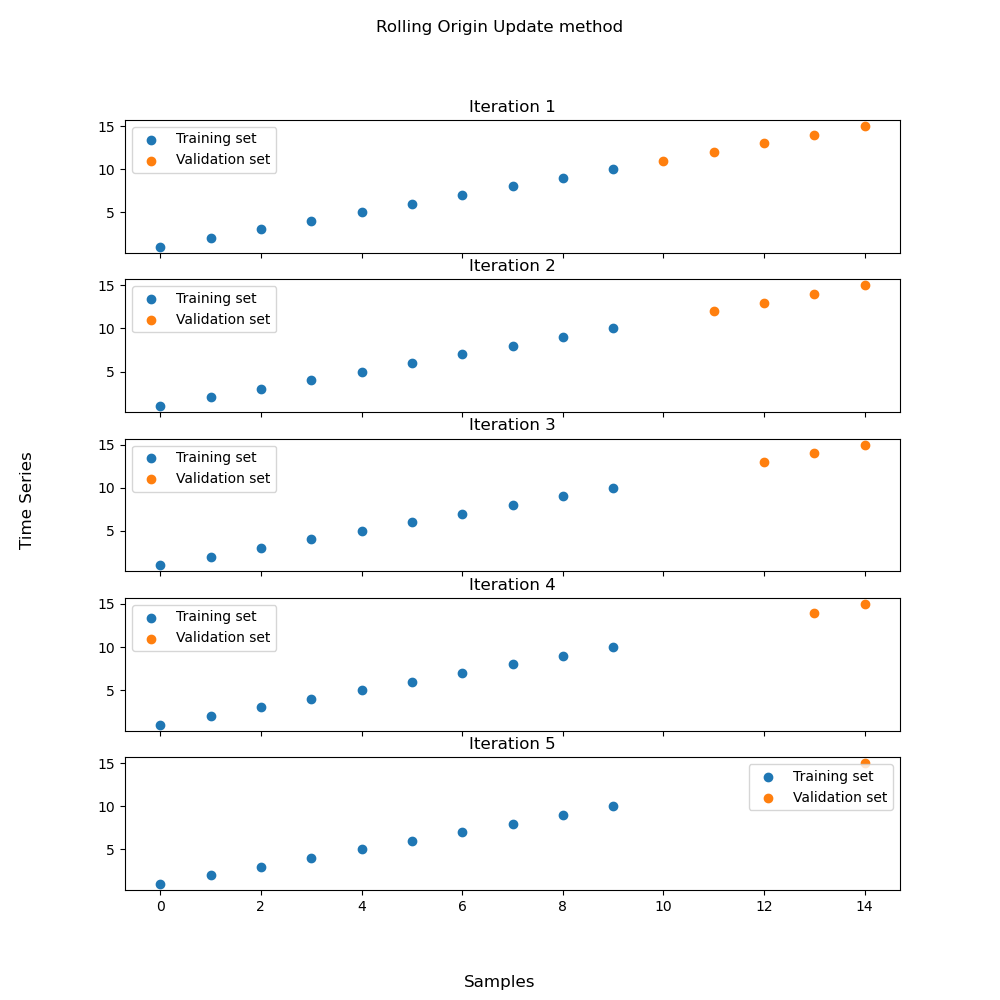 Rolling Origin Update method
Iteration 1
15
10
5
Training set
Validation set
Iteration 2
15
10
5
Training set
Validation set
Iteration 3
15
10
5
Training set
Validation set
Time Series
Iteration 4
15
10
5
Training set
Validation set
Iteration 5
15
10
5
Training set
Validation set
0 2 4 6 8 10 12 14
Samples